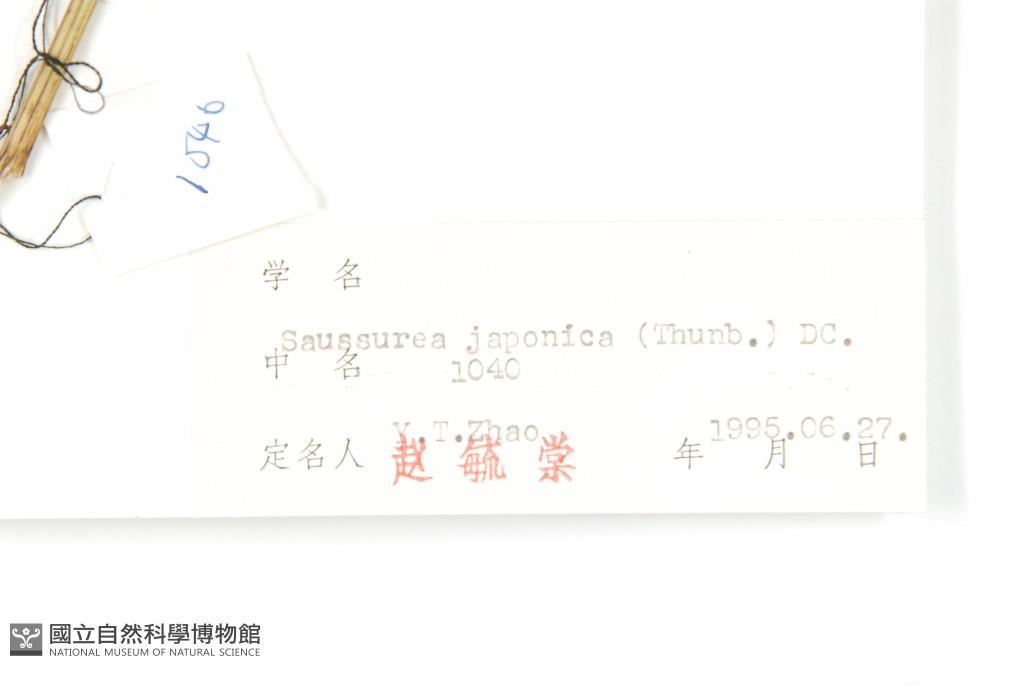 1040
学 名
Saussurea japonica (Thunb.) DC.
中 名 1040
Y.T.Zhao 1995.06.27.
定名人 赵毓棠 年 月 日
國立自然科學博物館
NATIONAL MUSEUM OF NATURAL SCIENCE